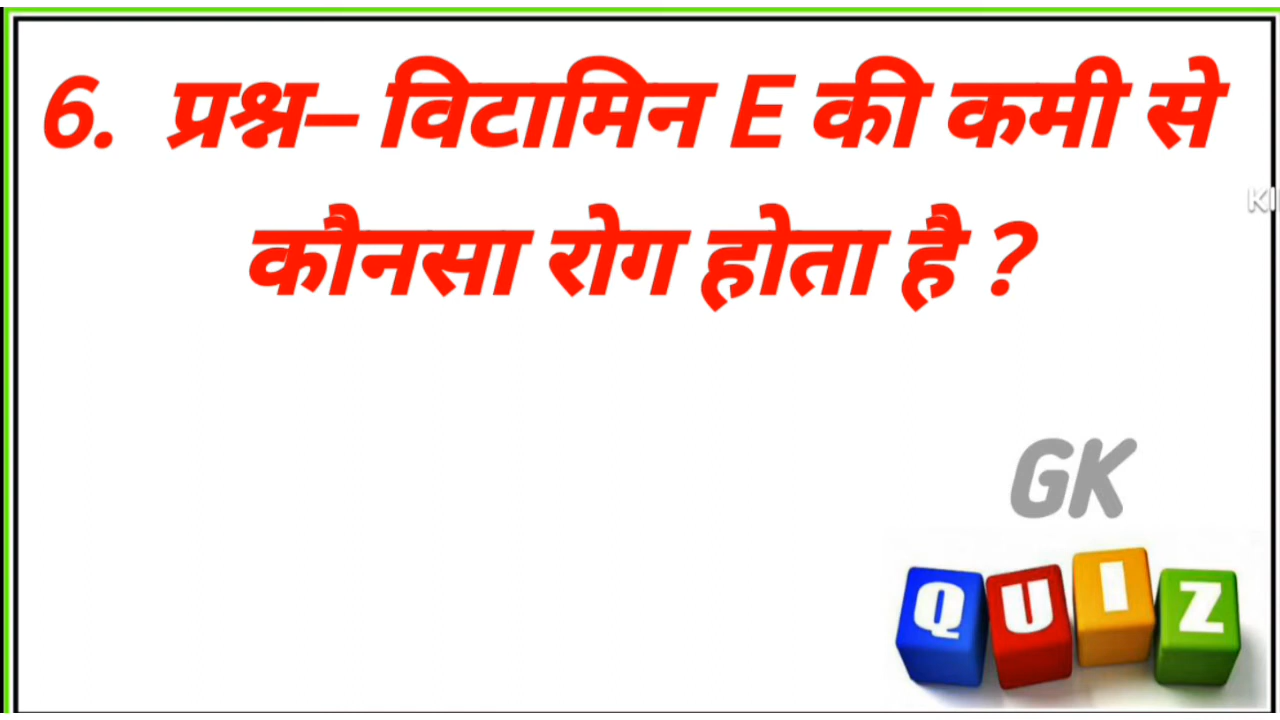 6. प्रश्न– विटामिन E की कमी से
कौनसा रोग होता है ?
GK
QUIZ